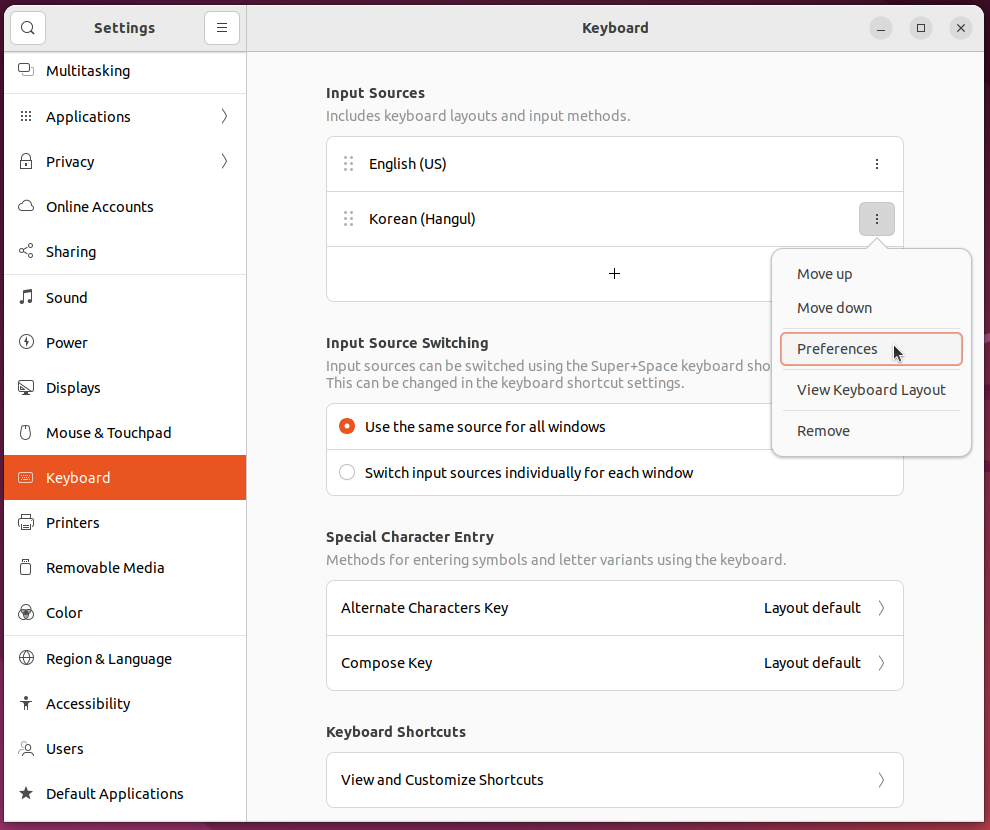 Settings
Keyboard
Multitasking
Applications
Privacy
Online Accounts
Sharing
Sound
Power
Displays
Mouse & Touchpad
Keyboard
Printers
Removable Media
Color
Region & Language
Accessibility
Users
Default Applications
Input Sources
Includes keyboard layouts and input methods.
English (US)
Korean (Hangul)
Move up
Move down
Preferences
View Keyboard Layout
Remove
Input Source Switching
Input sources can be switched using the Super+Space keyboard sho
This can be changed in the keyboard shortcut settings.
Use the same source for all windows
Switch input sources individually for each window
Special Character Entry
Methods for entering symbols and letter variants using the keyboard.
Alternate Characters Key Layout default
Compose Key Layout default
Keyboard Shortcuts
View and Customize Shortcuts